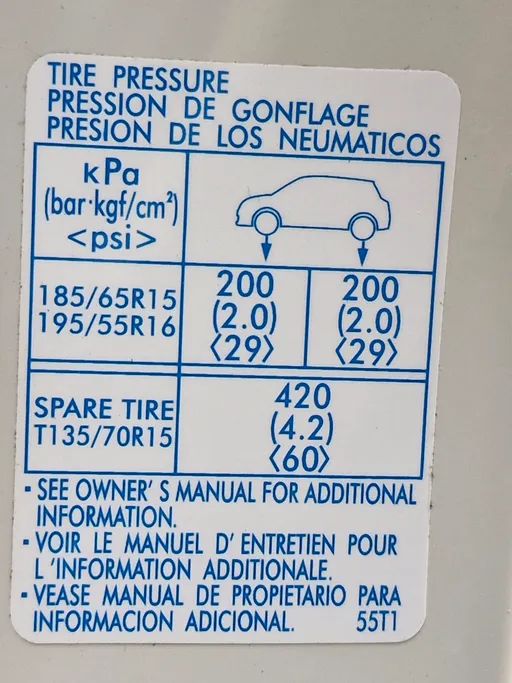 TIRE PRESSURE
PRESSION DE GONFLAGE
PRESION DE LOS NEUMATICOS
kPa
(bar·kgf/cm²)
<psi>
185/65R15
195/55R16
200
(2.0)
<29>
200
(2.0)
<29>
SPARE TIRE
T135/70R15
420
(4.2)
<60>
- SEE OWNER' S MANUAL FOR ADDITIONAL
INFORMATION.
- VOIR LE MANUEL D' ENTRETIEN POUR
L 'INFORMATION ADDITIONALE.
- VEASE MANUAL DE PROPIETARIO PARA
INFORMACION ADICIONAL. 55T1